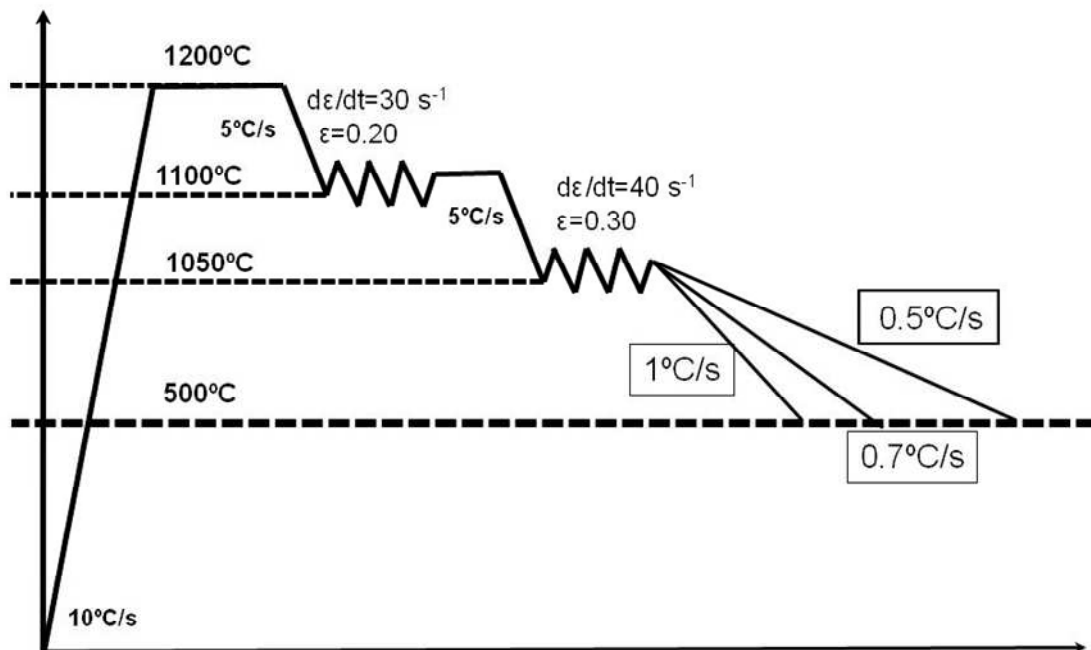 1200ºC
dε/dt=30 s⁻¹
5ºC/s
ε=0.20
1100ºC
dε/dt=40 s⁻¹
5ºC/s
ε=0.30
1050ºC
0.5ºC/s
1ºC/s
500ºC
0.7ºC/s
10ºC/s